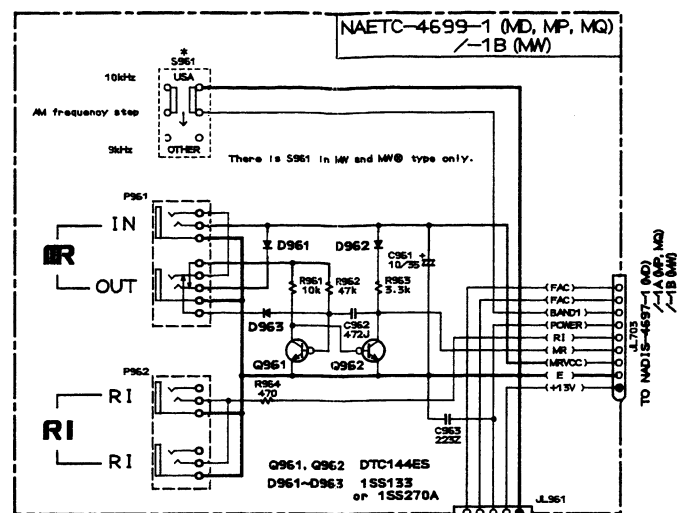 NAETC-4699-1 (MD, MP, MQ)
/-1B (MW)
*
S961
USA
10kHz
AM frequency step
9kHz
OTHER
There is S961 in MW and MW® type only.
P961
IN
MR
OUT
D961
D962
C961 +
10/35
R961
10k
R962
47k
R963
3.3k
D963
C962
472J
Q961
Q962
(FAC)
(FAC)
(BAND1)
(POWER)
(RI)
(MR)
(MRVCC)
(E)
(+13V)
JL703
TO NADIS-4697-1 (MD)
/-1A (MP, MQ)
/-1B (MW)
P962
RI
RI
RI
R964
470
C963
223Z
Q961, Q962 DTC144ES
D961~D963 1SS133
or 1SS270A
JL961